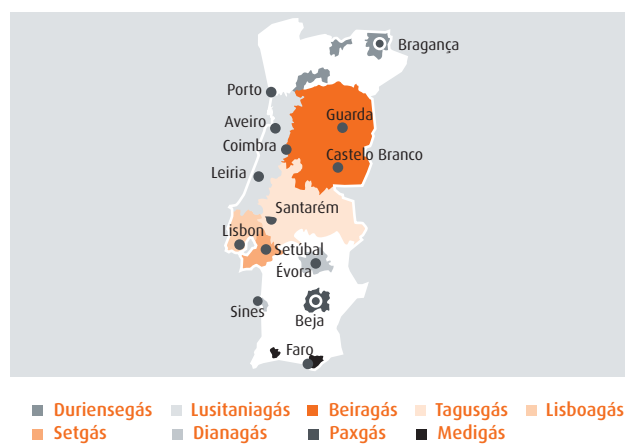 Bragança
Porto
Aveiro
Guarda
Coimbra
Castelo Branco
Leiria
Santarém
Lisbon
Setúbal
Évora
Sines
Beja
Faro
Duriensegás Lusitaniagás Beiragás Tagusgás Lisboagás
Setgás Dianagás Paxgás Medigás